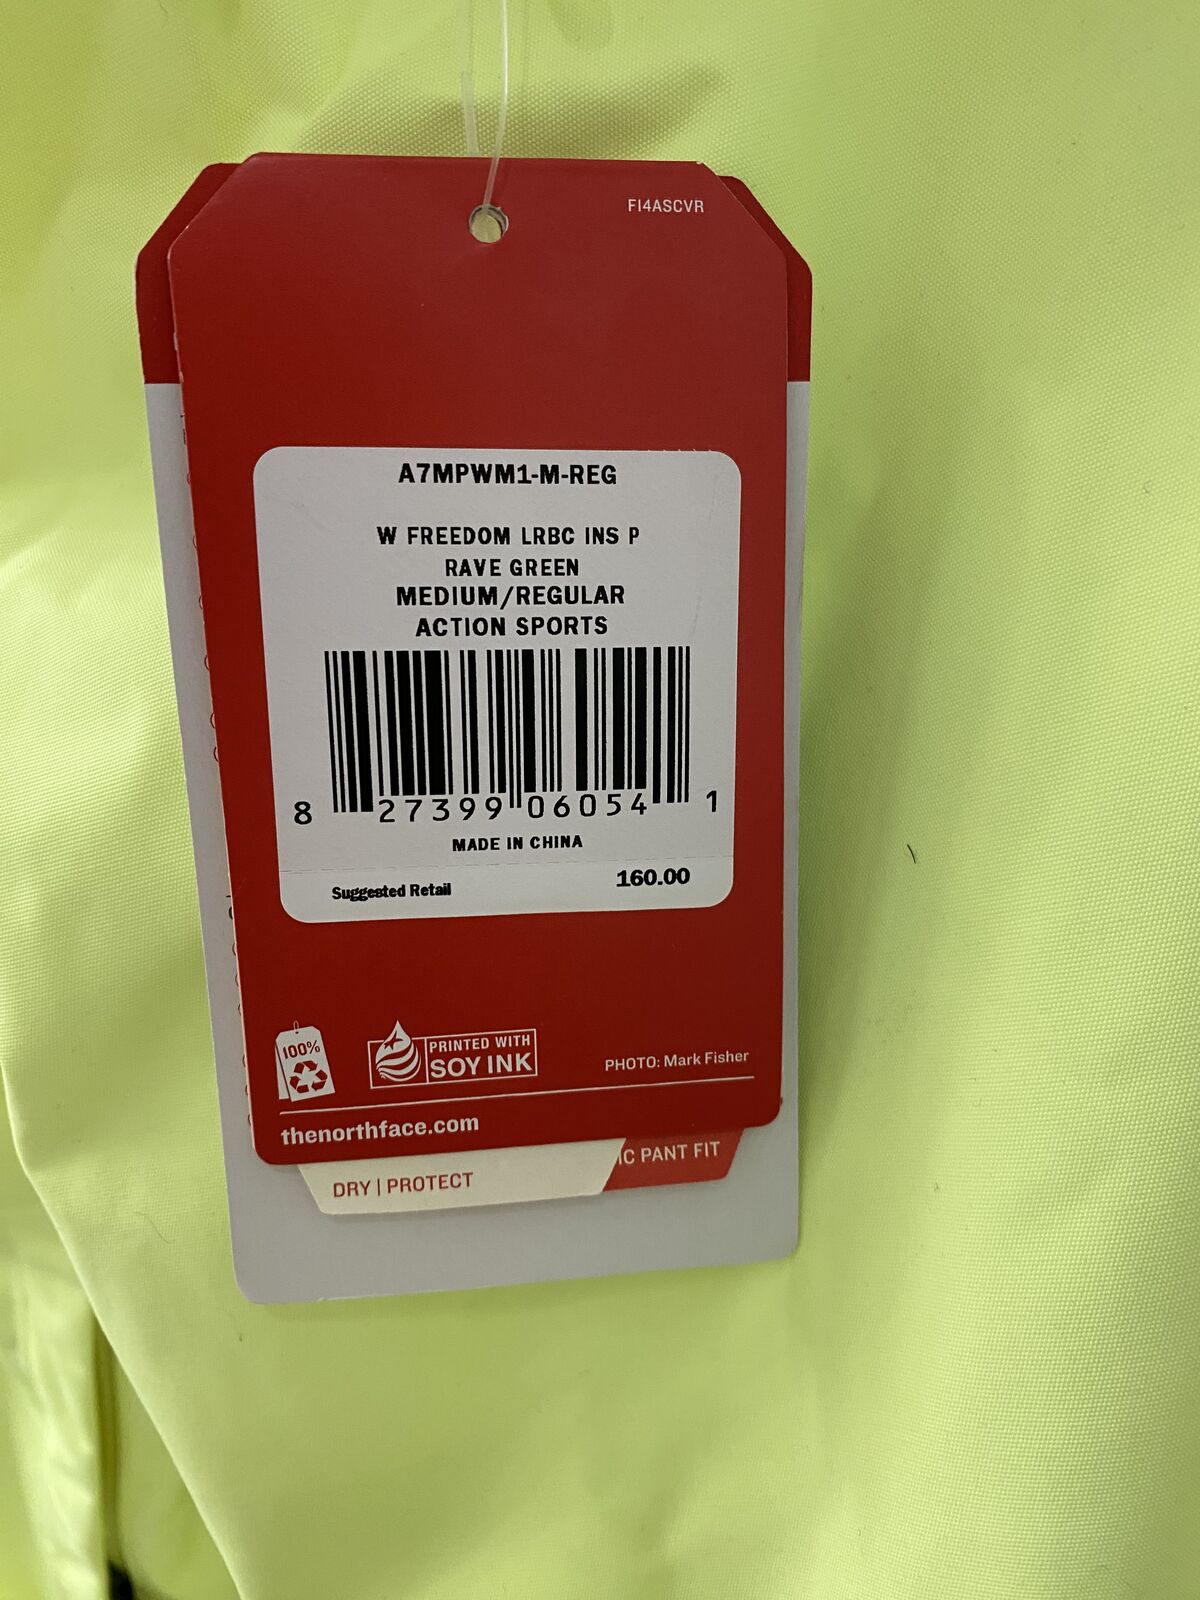 FI4ASCVR
A7MPWM1-M-REG
W FREEDOM LRBC INS P
RAVE GREEN
MEDIUM/REGULAR
ACTION SPORTS
8 27399 06054 1
MADE IN CHINA
Suggested Retail 160.00
100%
PRINTED WITH
SOY INK
PHOTO: Mark Fisher
thenorthface.com
DRY | PROTECT
IC PANT FIT